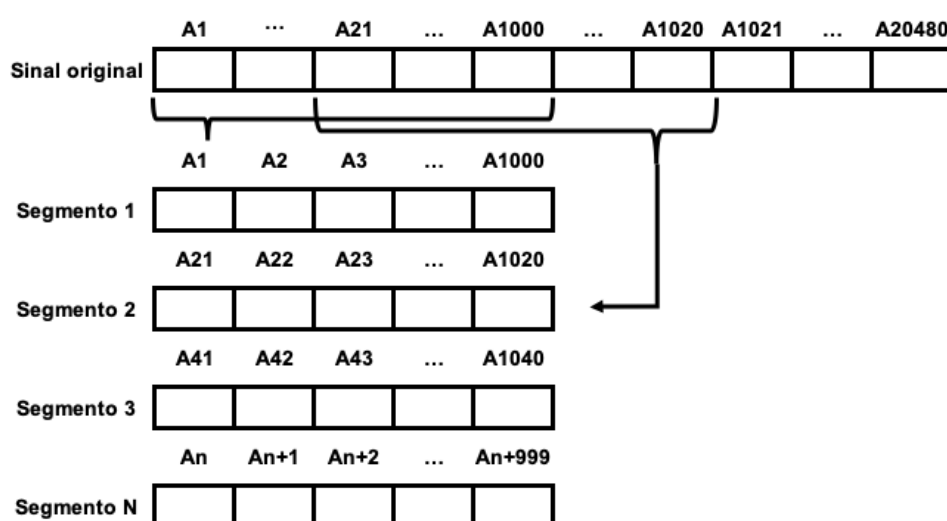 A1 ... A21 ... A1000 ... A1020 A1021 ... A20480
Sinal original
A1 A2 A3 ... A1000
Segmento 1
A21 A22 A23 ... A1020
Segmento 2
A41 A42 A43 ... A1040
Segmento 3
An An+1 An+2 ... An+999
Segmento N